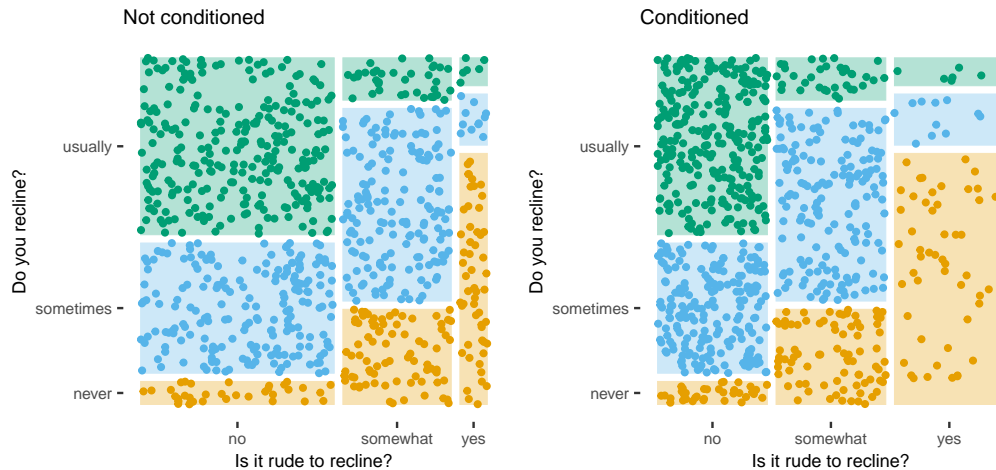 Not conditioned
Do you recline?
usually
sometimes
never
no
somewhat
yes
Is it rude to recline?
Conditioned
Do you recline?
usually
sometimes
never
no
somewhat
yes
Is it rude to recline?